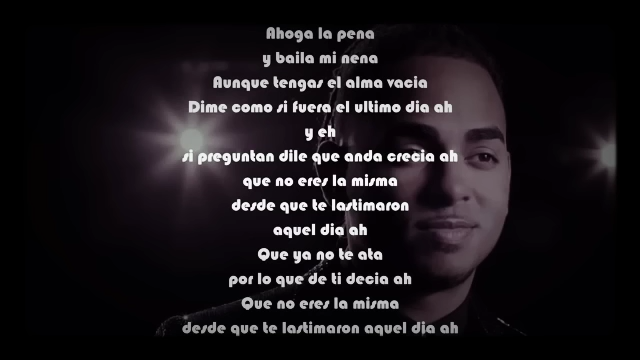 Ahoga la pena
y baila mi nena
Aunque tengas el alma vacia
Dime como si fuera el ultimo dia ah
y eh
si preguntan dile que anda crecia ah
que no eres la misma
desde que te lastimaron
aquel dia ah
Que ya no te ata
por lo que de ti decia ah
Que no eres la misma
desde que te lastimaron aquel dia ah